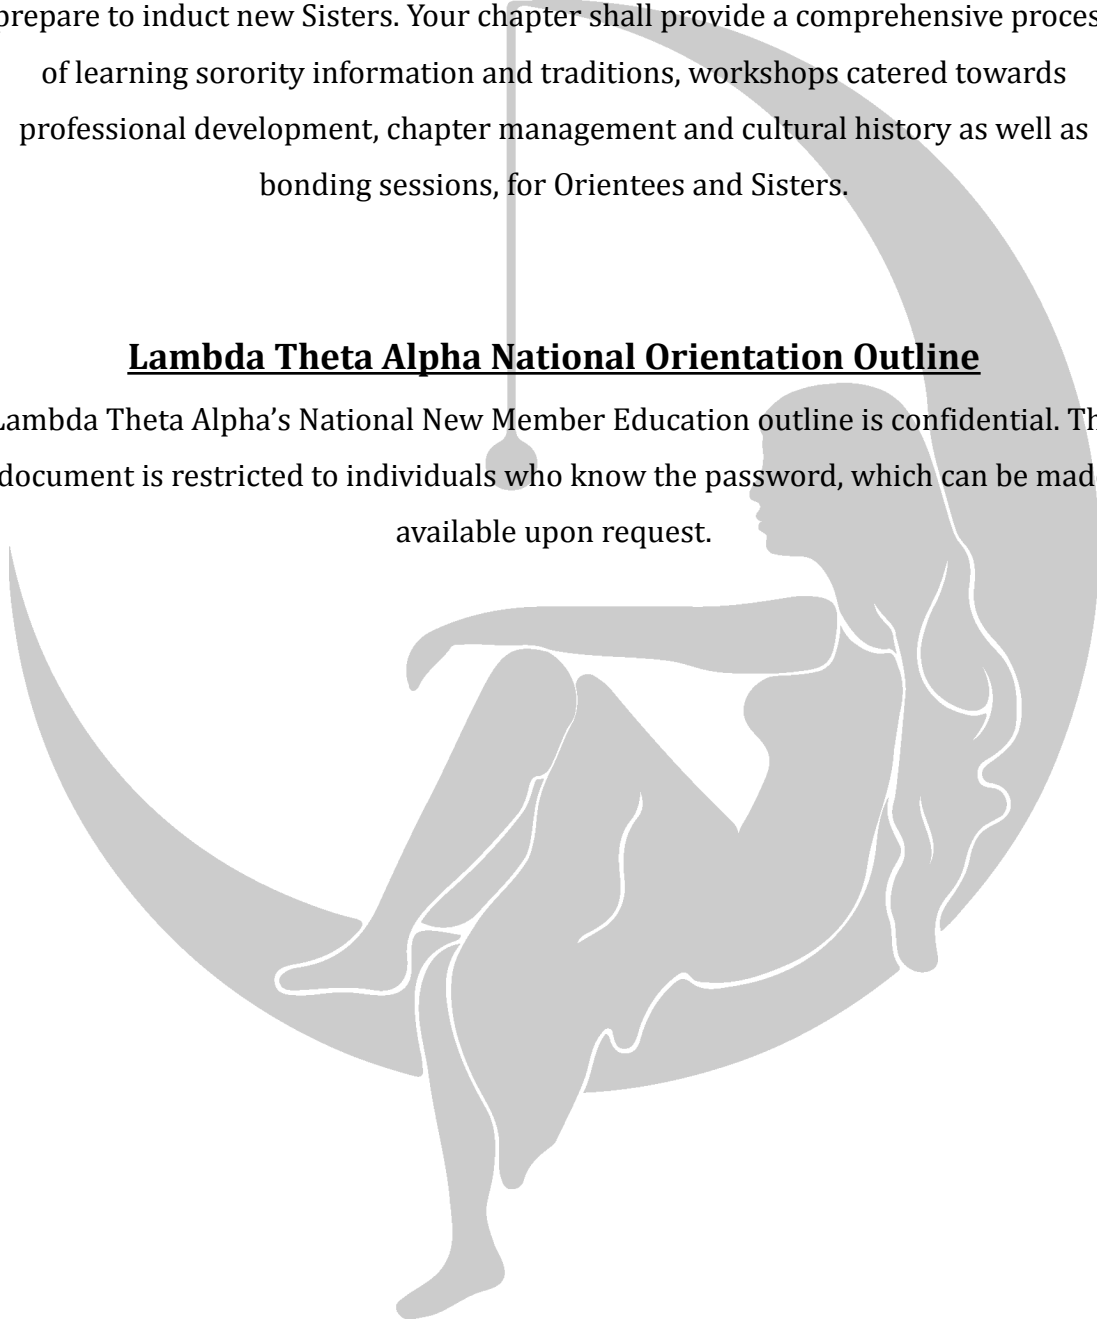 prepare to induct new Sisters. Your chapter shall provide a comprehensive proces
of learning sorority information and traditions, workshops catered towards
professional development, chapter management and cultural history as well as
bonding sessions, for Orientees and Sisters.
Lambda Theta Alpha National Orientation Outline
Lambda Theta Alpha’s National New Member Education outline is confidential. Th
document is restricted to individuals who know the password, which can be made
available upon request.